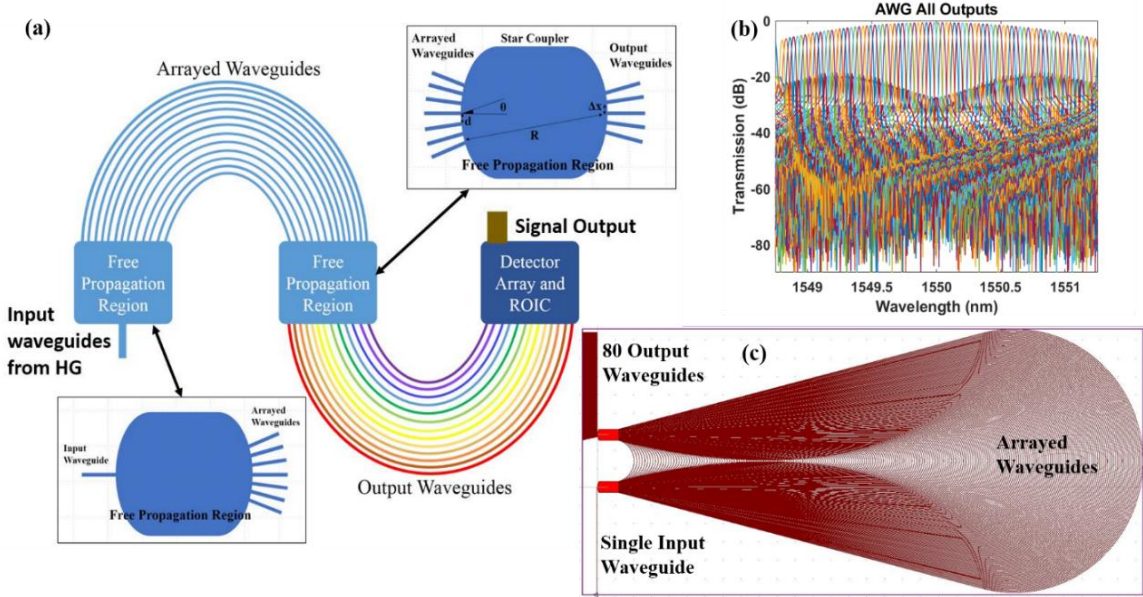 (a)
Arrayed Waveguides
Free
Propagation
Region
Input
waveguides
from HG
Free
Propagation
Region
Signal Output
Detector
Array and
ROIC
Output Waveguides
Star Coupler
Arrayed
Waveguides
Output
Waveguides
θ
d
R
Δx
Free Propagation Region
Arrayed
Waveguides
Input
Waveguide
Free Propagation Region
(b)
AWG All Outputs
Transmission (dB)
0
-20
-40
-60
-80
1549
1549.5
1550
1550.5
1551
Wavelength (nm)
(c)
80 Output
Waveguides
Arrayed
Waveguides
Single Input
Waveguide